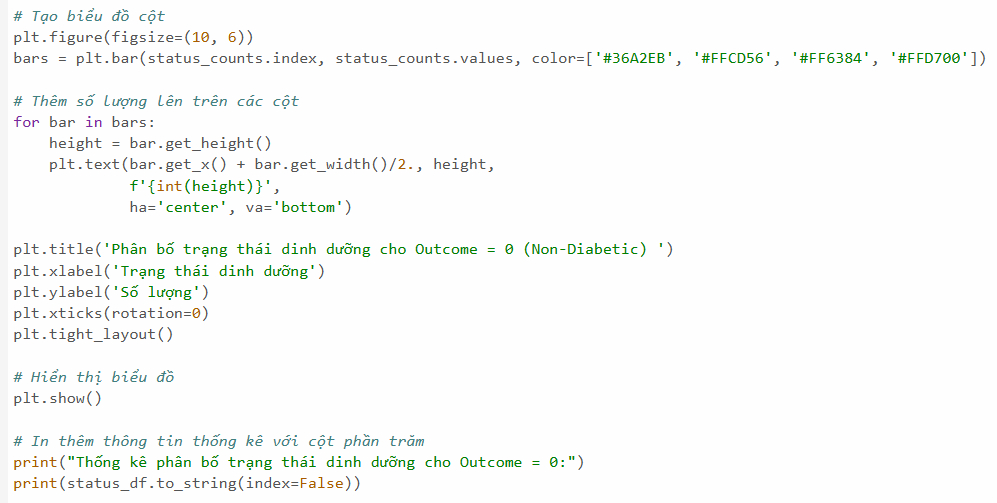 # Tạo biểu đồ cột
plt.figure(figsize=(10, 6))
bars = plt.bar(status_counts.index, status_counts.values, color=['#36A2EB', '#FFCD56', '#FF6384', '#FFD700'])
# Thêm số lượng lên trên các cột
for bar in bars:
    height = bar.get_height()
    plt.text(bar.get_x() + bar.get_width()/2., height,
             f'{int(height)}',
             ha='center', va='bottom')
plt.title('Phân bố trạng thái dinh dưỡng cho Outcome = 0 (Non-Diabetic) ')
plt.xlabel('Trạng thái dinh dưỡng')
plt.ylabel('Số lượng')
plt.xticks(rotation=0)
plt.tight_layout()
# Hiển thị biểu đồ
plt.show()
# In thêm thông tin thống kê với cột phần trăm
print("Thống kê phân bố trạng thái dinh dưỡng cho Outcome = 0:")
print(status_df.to_string(index=False))